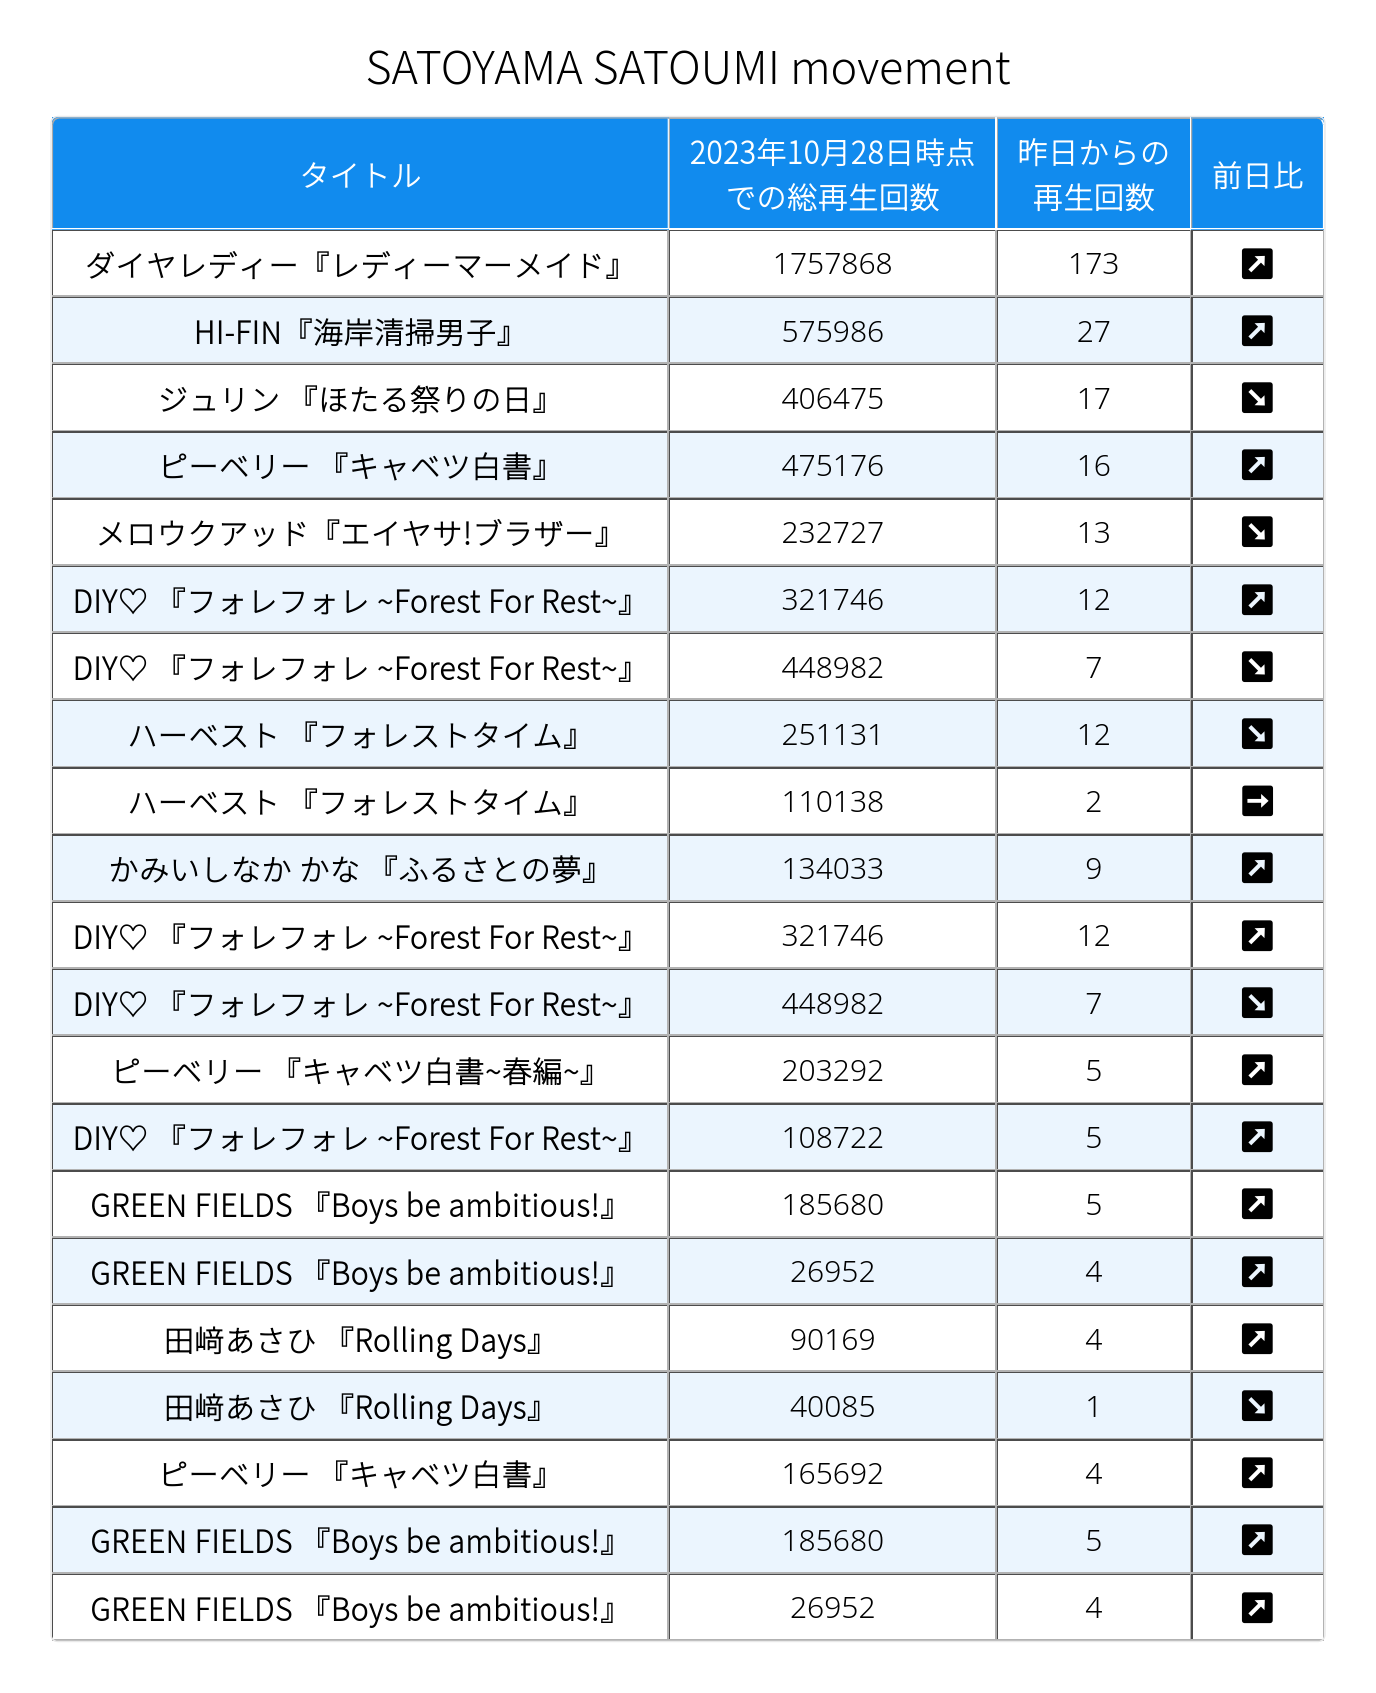 SATOYAMA SATOUMI movement
タイトル 2023年10月28日時点での総再生回数 昨日からの再生回数 前日比
ダイヤレディー『レディーマーメイド』 1757868 173 ↗
HI-FIN『海岸清掃男子』 575986 27 ↗
ジュリン 『ほたる祭りの日』 406475 17 ↘
ピーベリー 『キャベツ白書』 475176 16 ↗
メロウクアッド『エイヤサ!ブラザー』 232727 13 ↘
DIY♡ 『フォレフォレ ~Forest For Rest~』 321746 12 ↗
DIY♡ 『フォレフォレ ~Forest For Rest~』 448982 7 ↘
ハーベスト 『フォレストタイム』 251131 12 ↘
ハーベスト 『フォレストタイム』 110138 2 →
かみいしなか かな 『ふるさとの夢』 134033 9 ↗
DIY♡ 『フォレフォレ ~Forest For Rest~』 321746 12 ↗
DIY♡ 『フォレフォレ ~Forest For Rest~』 448982 7 ↘
ピーベリー 『キャベツ白書~春編~』 203292 5 ↗
DIY♡ 『フォレフォレ ~Forest For Rest~』 108722 5 ↗
GREEN FIELDS 『Boys be ambitious!』 185680 5 ↗
GREEN FIELDS 『Boys be ambitious!』 26952 4 ↗
田﨑あさひ 『Rolling Days』 90169 4 ↗
田﨑あさひ 『Rolling Days』 40085 1 ↘
ピーベリー 『キャベツ白書』 165692 4 ↗
GREEN FIELDS 『Boys be ambitious!』 185680 5 ↗
GREEN FIELDS 『Boys be ambitious!』 26952 4 ↗